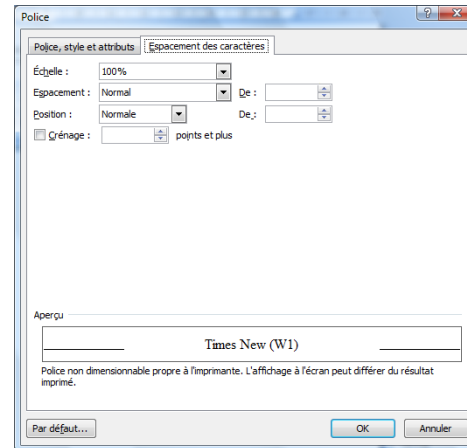 Police
Police, style et attributs Espacement des caractères
Échelle : 100%
Espacement : Normal De :
Position : Normale De :
Crénage : points et plus
Aperçu
Times New (W1)
Police non dimensionnable propre à l'imprimante. L'affichage à l'écran peut différer du résultat
imprimé.
Par défaut... OK Annuler